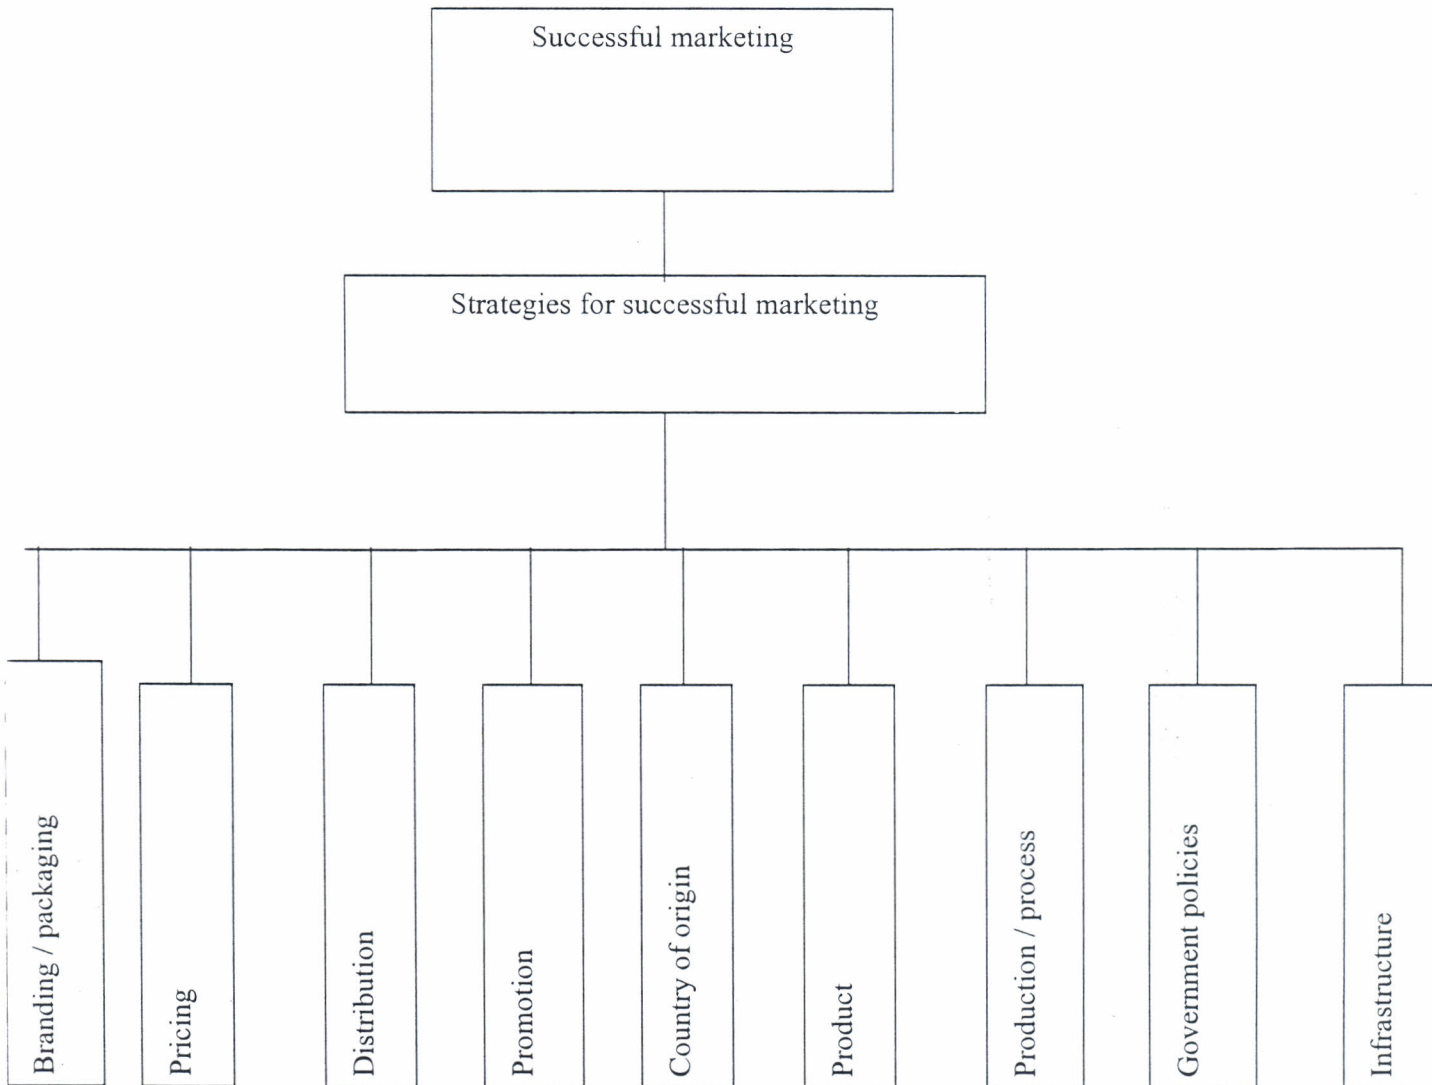 Successful marketing
Strategies for successful marketing
Branding / packaging
Pricing
Distribution
Promotion
Country of origin
Product
Production / process
Government policies
Infrastructure